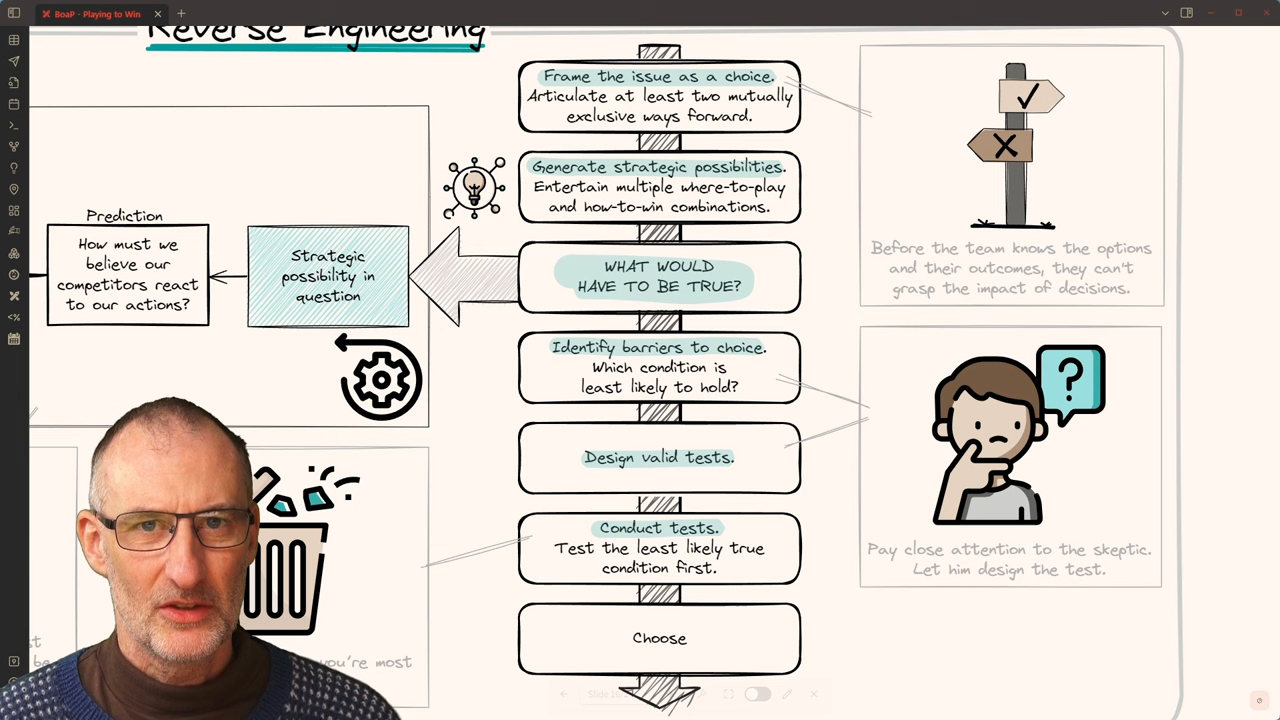 BoaP - Playing to Win
Reverse Engineering
Frame the issue as a choice.
Articulate at least two mutually
exclusive ways forward.
Generate strategic possibilities.
Entertain multiple where-to-play
and how-to-win combinations.
Prediction
How must we
believe our
competitors react
to our actions?
Strategic
possibility in
question
WHAT WOULD
HAVE TO BE TRUE?
Before the team knows the options
and their outcomes, they can't
grasp the impact of decisions.
Identify barriers to choice.
Which condition is
least likely to hold?
Design valid tests.
Conduct tests.
Test the least likely true
condition first.
Pay close attention to the skeptic.
Let him design the test.
Choose
you're most
be